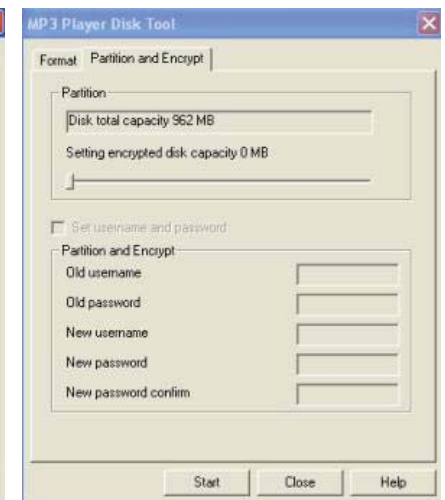 MP3 Player Disk Tool
Format Partition and Encrypt
Partition
Disk total capacity 962 MB
Setting encrypted disk capacity 0 MB
Set username and password
Partition and Encrypt
Old username
Old password
New username
New password
New password confirm
Start Close Help